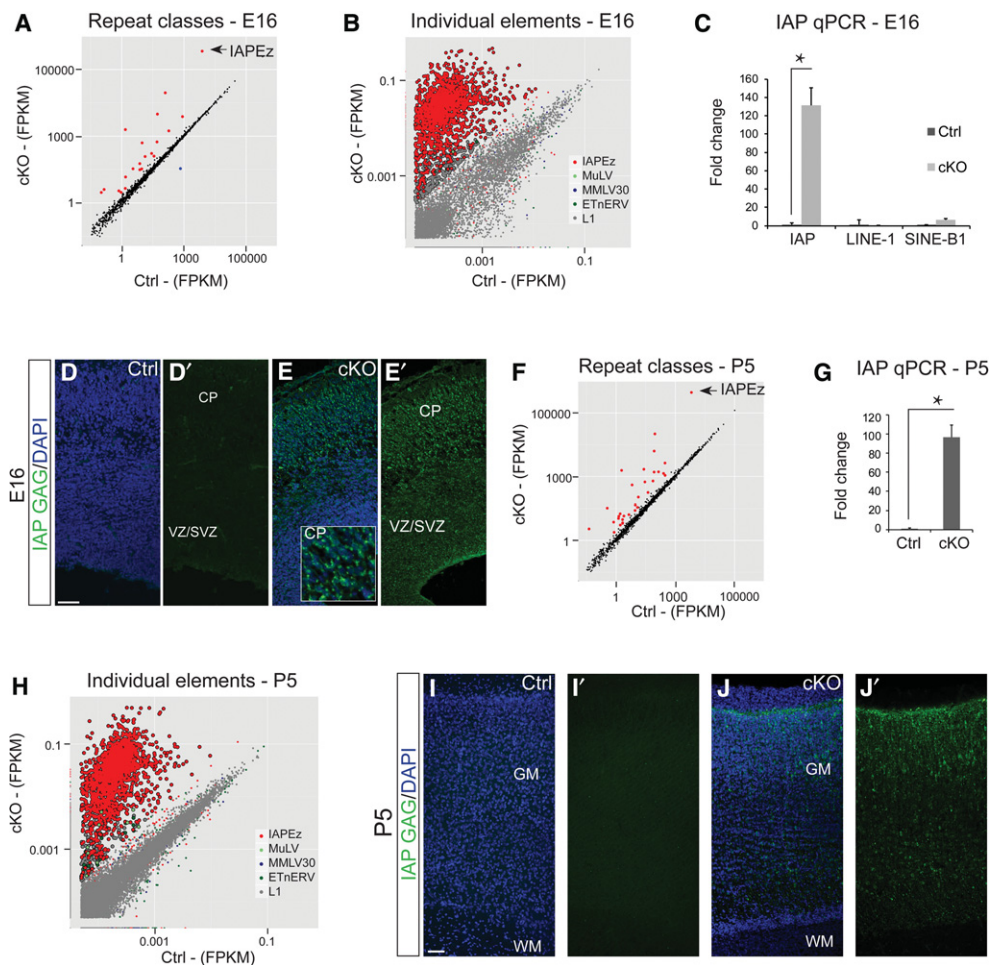 A
Repeat classes - E16
IAPEz
100000
1000
1
cKO - (FPKM)
1
1000
100000
Ctrl - (FPKM)
B
Individual elements - E16
0.1
0.001
cKO - (FPKM)
IAPEz
MuLV
MMLV30
ETnERV
L1
0.001
0.1
Ctrl - (FPKM)
C
IAP qPCR - E16
*
160
140
120
100
80
60
40
20
0
Fold change
Ctrl
cKO
IAP
LINE-1
SINE-B1
E16
IAP GAG/DAPI
D
Ctrl
D′
CP
VZ/SVZ
E
cKO
CP
E′
CP
VZ/SVZ
F
Repeat classes - P5
IAPEz
100000
1000
1
cKO - (FPKM)
1
1000
100000
Ctrl - (FPKM)
G
IAP qPCR - P5
*
120
100
80
60
40
20
0
Fold change
Ctrl
cKO
H
Individual elements - P5
0.1
0.001
cKO - (FPKM)
IAPEz
MuLV
MMLV30
ETnERV
L1
0.001
0.1
Ctrl - (FPKM)
P5
IAP GAG/DAPI
I
Ctrl
GM
WM
I′
J
cKO
GM
WM
J′